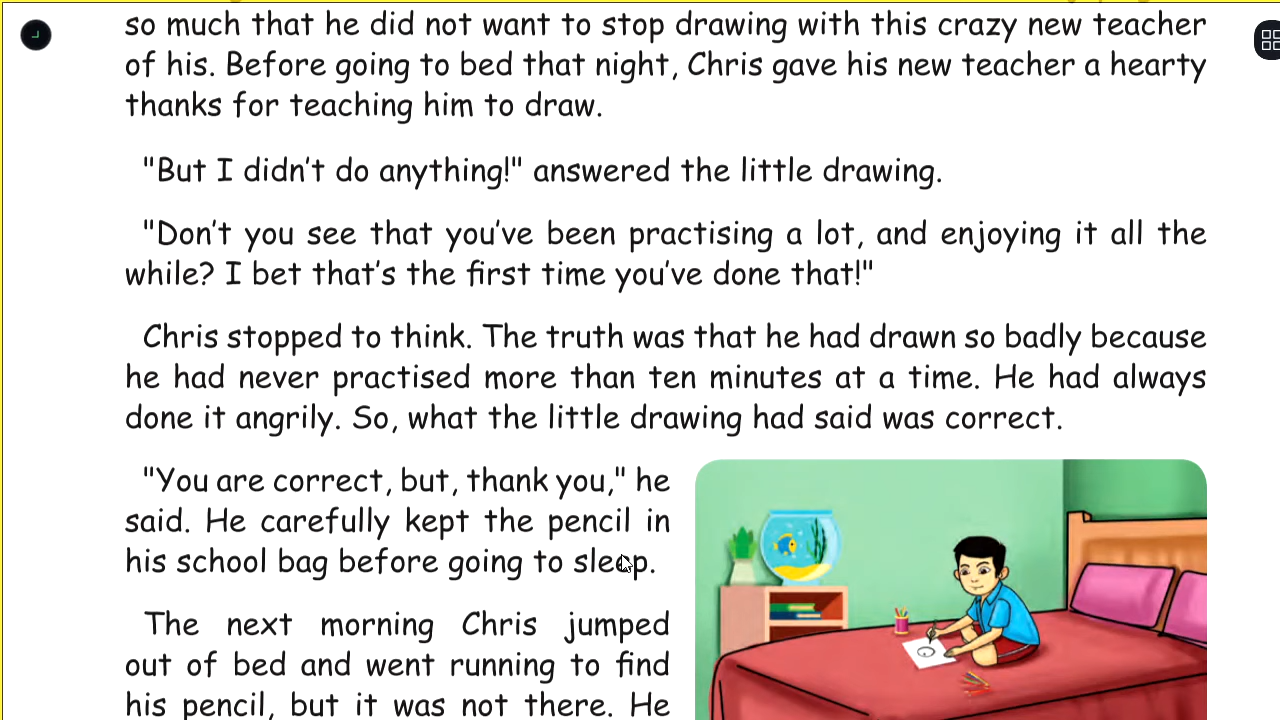 so much that he did not want to stop drawing with this crazy new teacher
of his. Before going to bed that night, Chris gave his new teacher a hearty
thanks for teaching him to draw.
"But I didn't do anything!" answered the little drawing.
"Don't you see that you've been practising a lot, and enjoying it all the
while? I bet that's the first time you've done that!"
Chris stopped to think. The truth was that he had drawn so badly because
he had never practised more than ten minutes at a time. He had always
done it angrily. So, what the little drawing had said was correct.
"You are correct, but, thank you," he
said. He carefully kept the pencil in
his school bag before going to sleep.
The next morning Chris jumped
out of bed and went running to find
his pencil, but it was not there. He